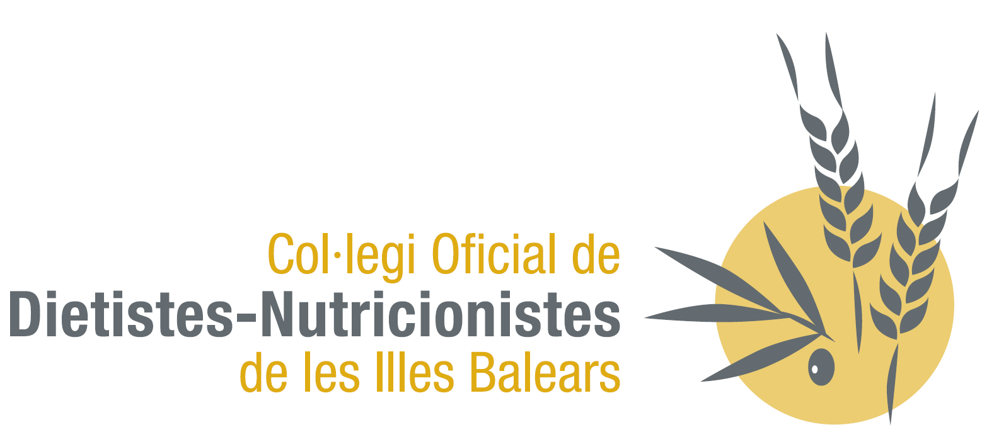 Col·legi Oficial de
Dietistes-Nutricionistes
de les Illes Balears